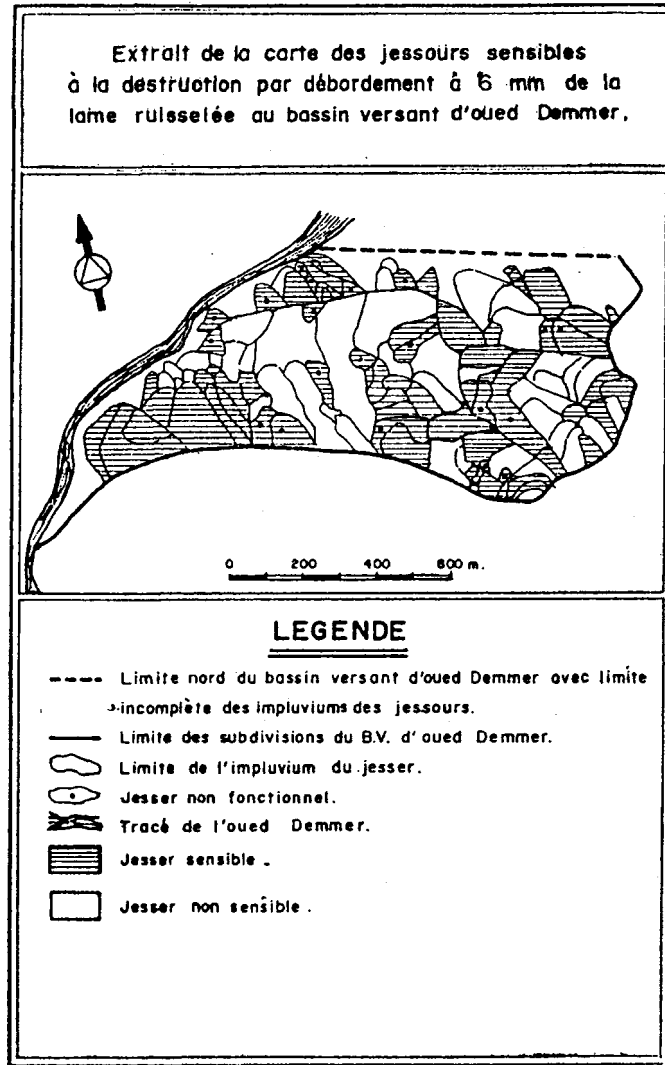 Extrait de la carte des jessours sensibles
à la destruction par débordement à 6 mm de la
lame ruisselée au bassin versant d'oued Demmer.
0 200 400 600 m.
LEGENDE
Limite nord du bassin versant d'oued Demmer avec limite
incomplète des impluviums des jessours.
Limite des subdivisions du B.V. d'oued Demmer.
Limite de l'impluvium du jesser.
Jesser non fonctionnel.
Tracé de l'oued Demmer.
Jesser sensible.
Jesser non sensible.